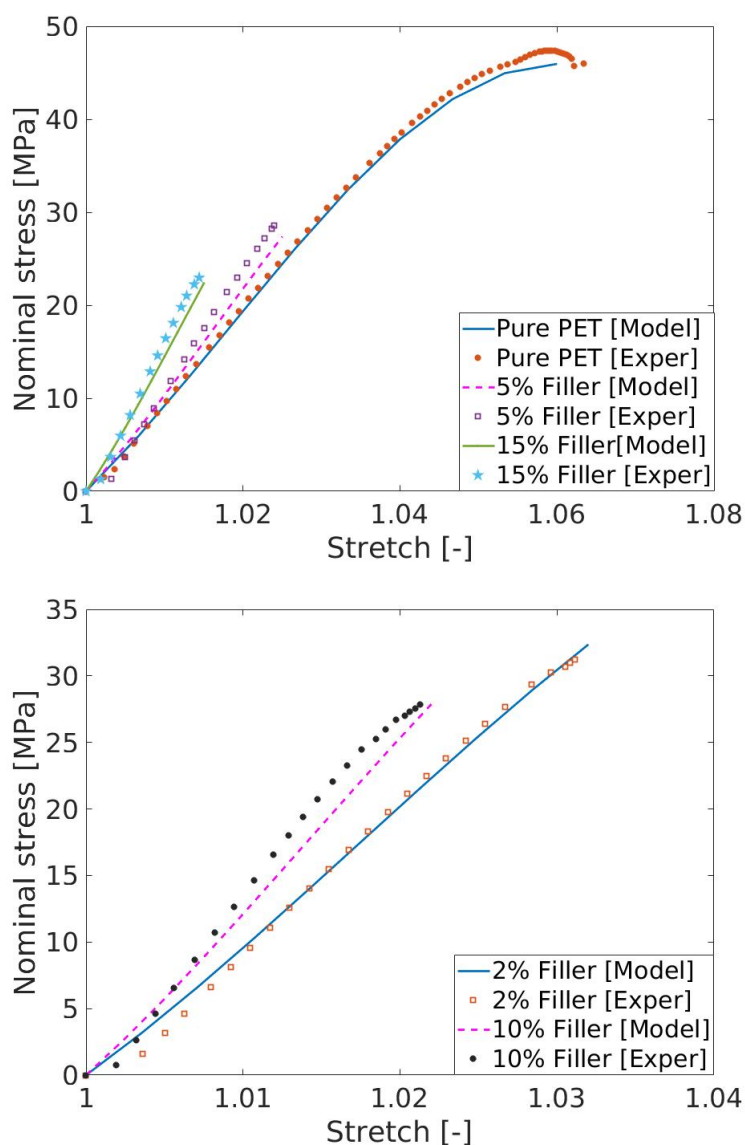 50
40
30
20
10
0
Nominal stress [MPa]
Pure PET [Model]
Pure PET [Exper]
5% Filler [Model]
5% Filler [Exper]
15% Filler[Model]
15% Filler [Exper]
1 1.02 1.04 1.06 1.08
Stretch [-]
35
30
25
20
15
10
5
0
Nominal stress [MPa]
2% Filler [Model]
2% Filler [Exper]
10% Filler [Model]
10% Filler [Exper]
1 1.01 1.02 1.03 1.04
Stretch [-]